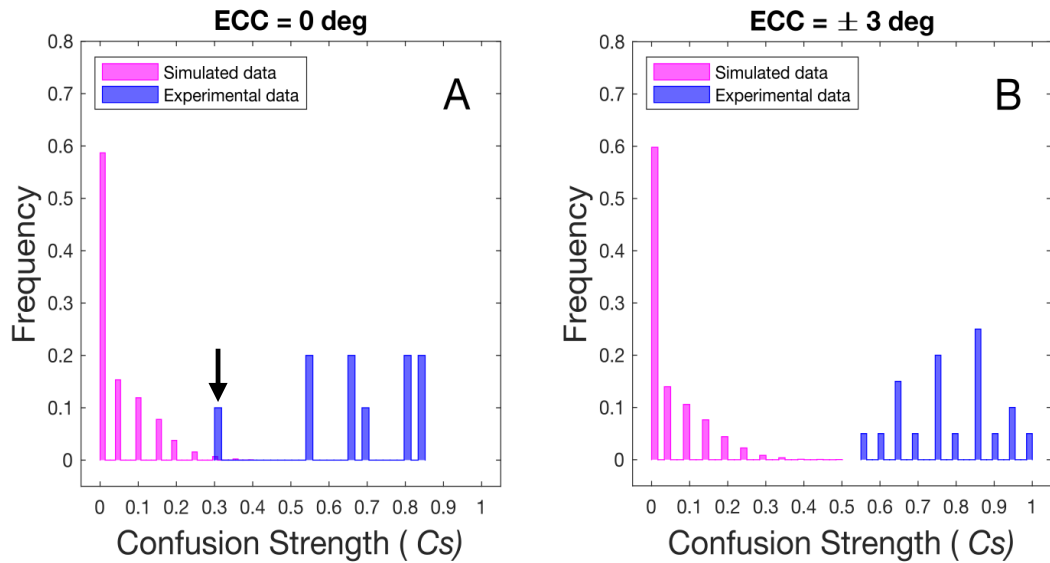 ECC = 0 deg
0.8
0.7
0.6
0.5
0.4
0.3
0.2
0.1
0
Frequency
Simulated data
Experimental data
A
0 0.1 0.2 0.3 0.4 0.5 0.6 0.7 0.8 0.9 1
Confusion Strength ( Cs)
ECC = ± 3 deg
0.8
0.7
0.6
0.5
0.4
0.3
0.2
0.1
0
Frequency
Simulated data
Experimental data
B
0 0.1 0.2 0.3 0.4 0.5 0.6 0.7 0.8 0.9 1
Confusion Strength ( Cs)